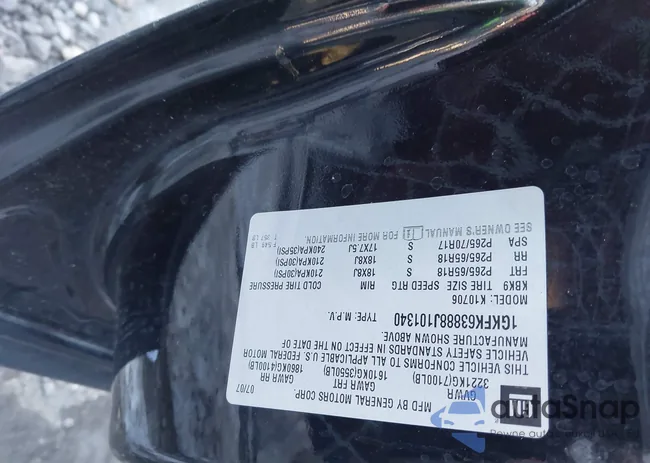 GM
MFD BY GENERAL MOTORS CORP. 07/07
GVWR GAWR FRT GAWR RR
3221KG(7100LB) 1610KG(3550LB) 1860KG(4100LB)
THIS VEHICLE CONFORMS TO ALL APPLICABLE U.S. FEDERAL MOTOR
VEHICLE SAFETY STANDARDS IN EFFECT ON THE DATE OF
MANUFACTURE SHOWN ABOVE.
1GKFK63888J101340 TYPE: M.P.V.
MODEL: K10706
KBK9 TIRE SIZE SPEED RTG RIM COLD TIRE PRESSURE
FRT P265/65R18 S 18X8J 210KPA(30PSI)
RR P265/65R18 S 18X8J 210KPA(30PSI)
SPA P265/70R17 S 17X7.5J 240KPA(35PSI)
SEE OWNER'S MANUAL FOR MORE INFORMATION.
autaSnap
Pewne auta z